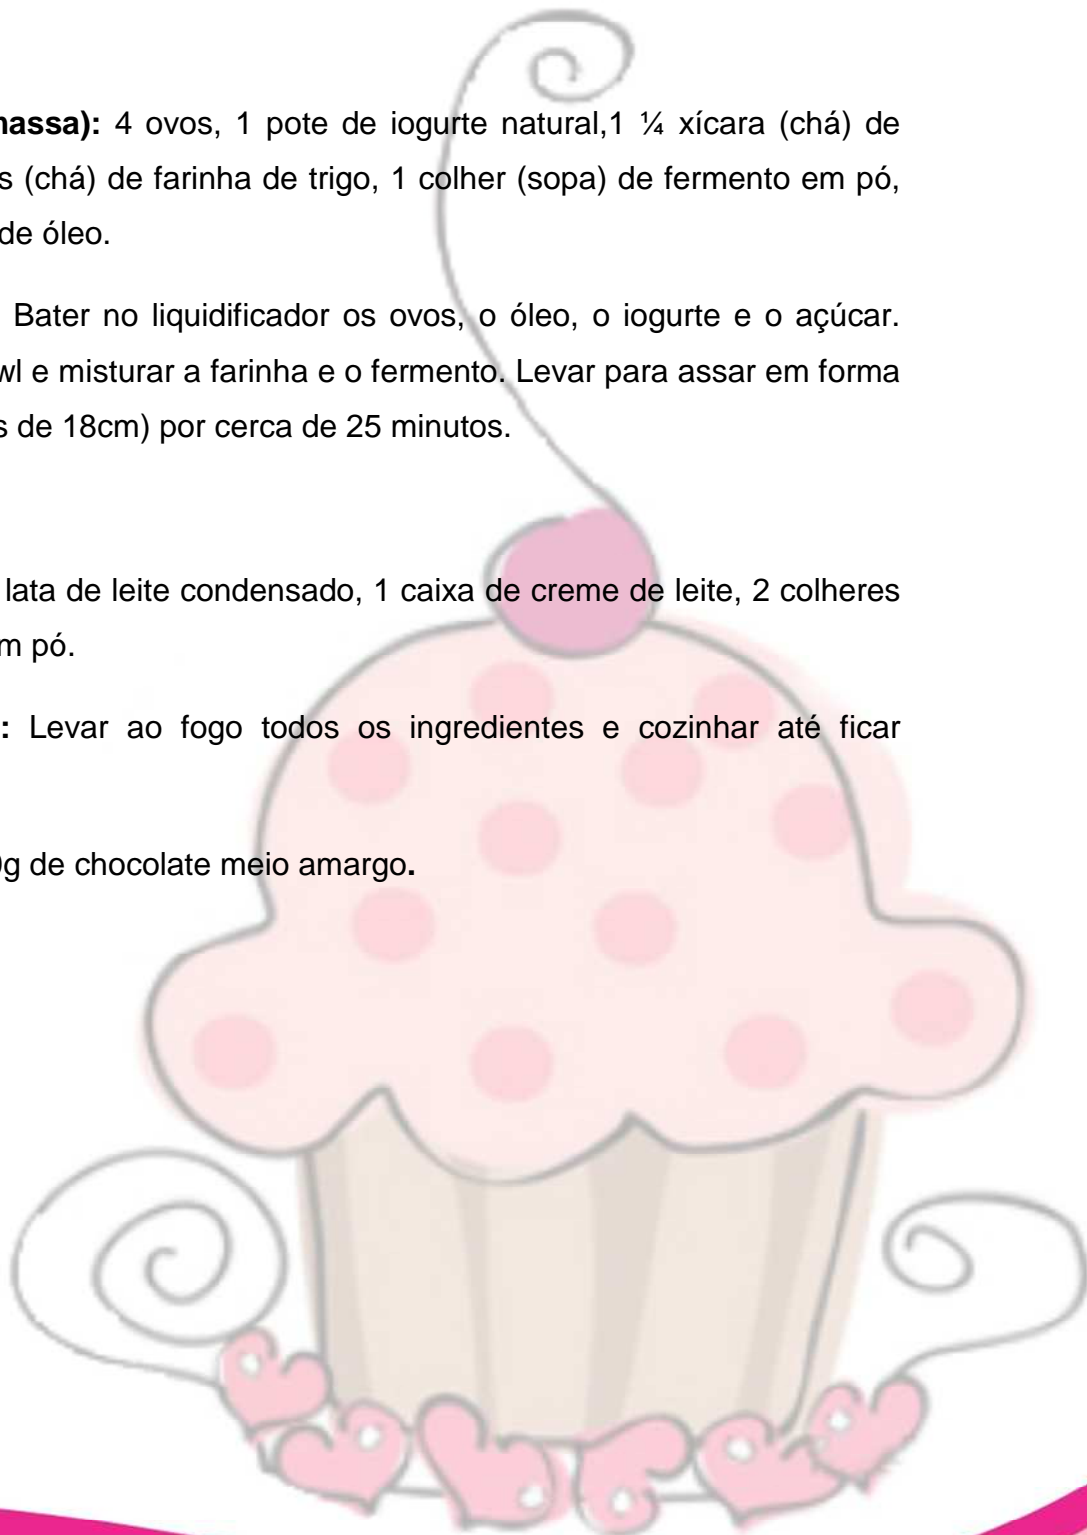 massa): 4 ovos, 1 pote de iogurte natural,1 ¼ xícara (chá) de
s (chá) de farinha de trigo, 1 colher (sopa) de fermento em pó,
de óleo.
Bater no liquidificador os ovos, o óleo, o iogurte e o açúcar.
wl e misturar a farinha e o fermento. Levar para assar em forma
s de 18cm) por cerca de 25 minutos.
lata de leite condensado, 1 caixa de creme de leite, 2 colheres
m pó.
: Levar ao fogo todos os ingredientes e cozinhar até ficar
g de chocolate meio amargo.